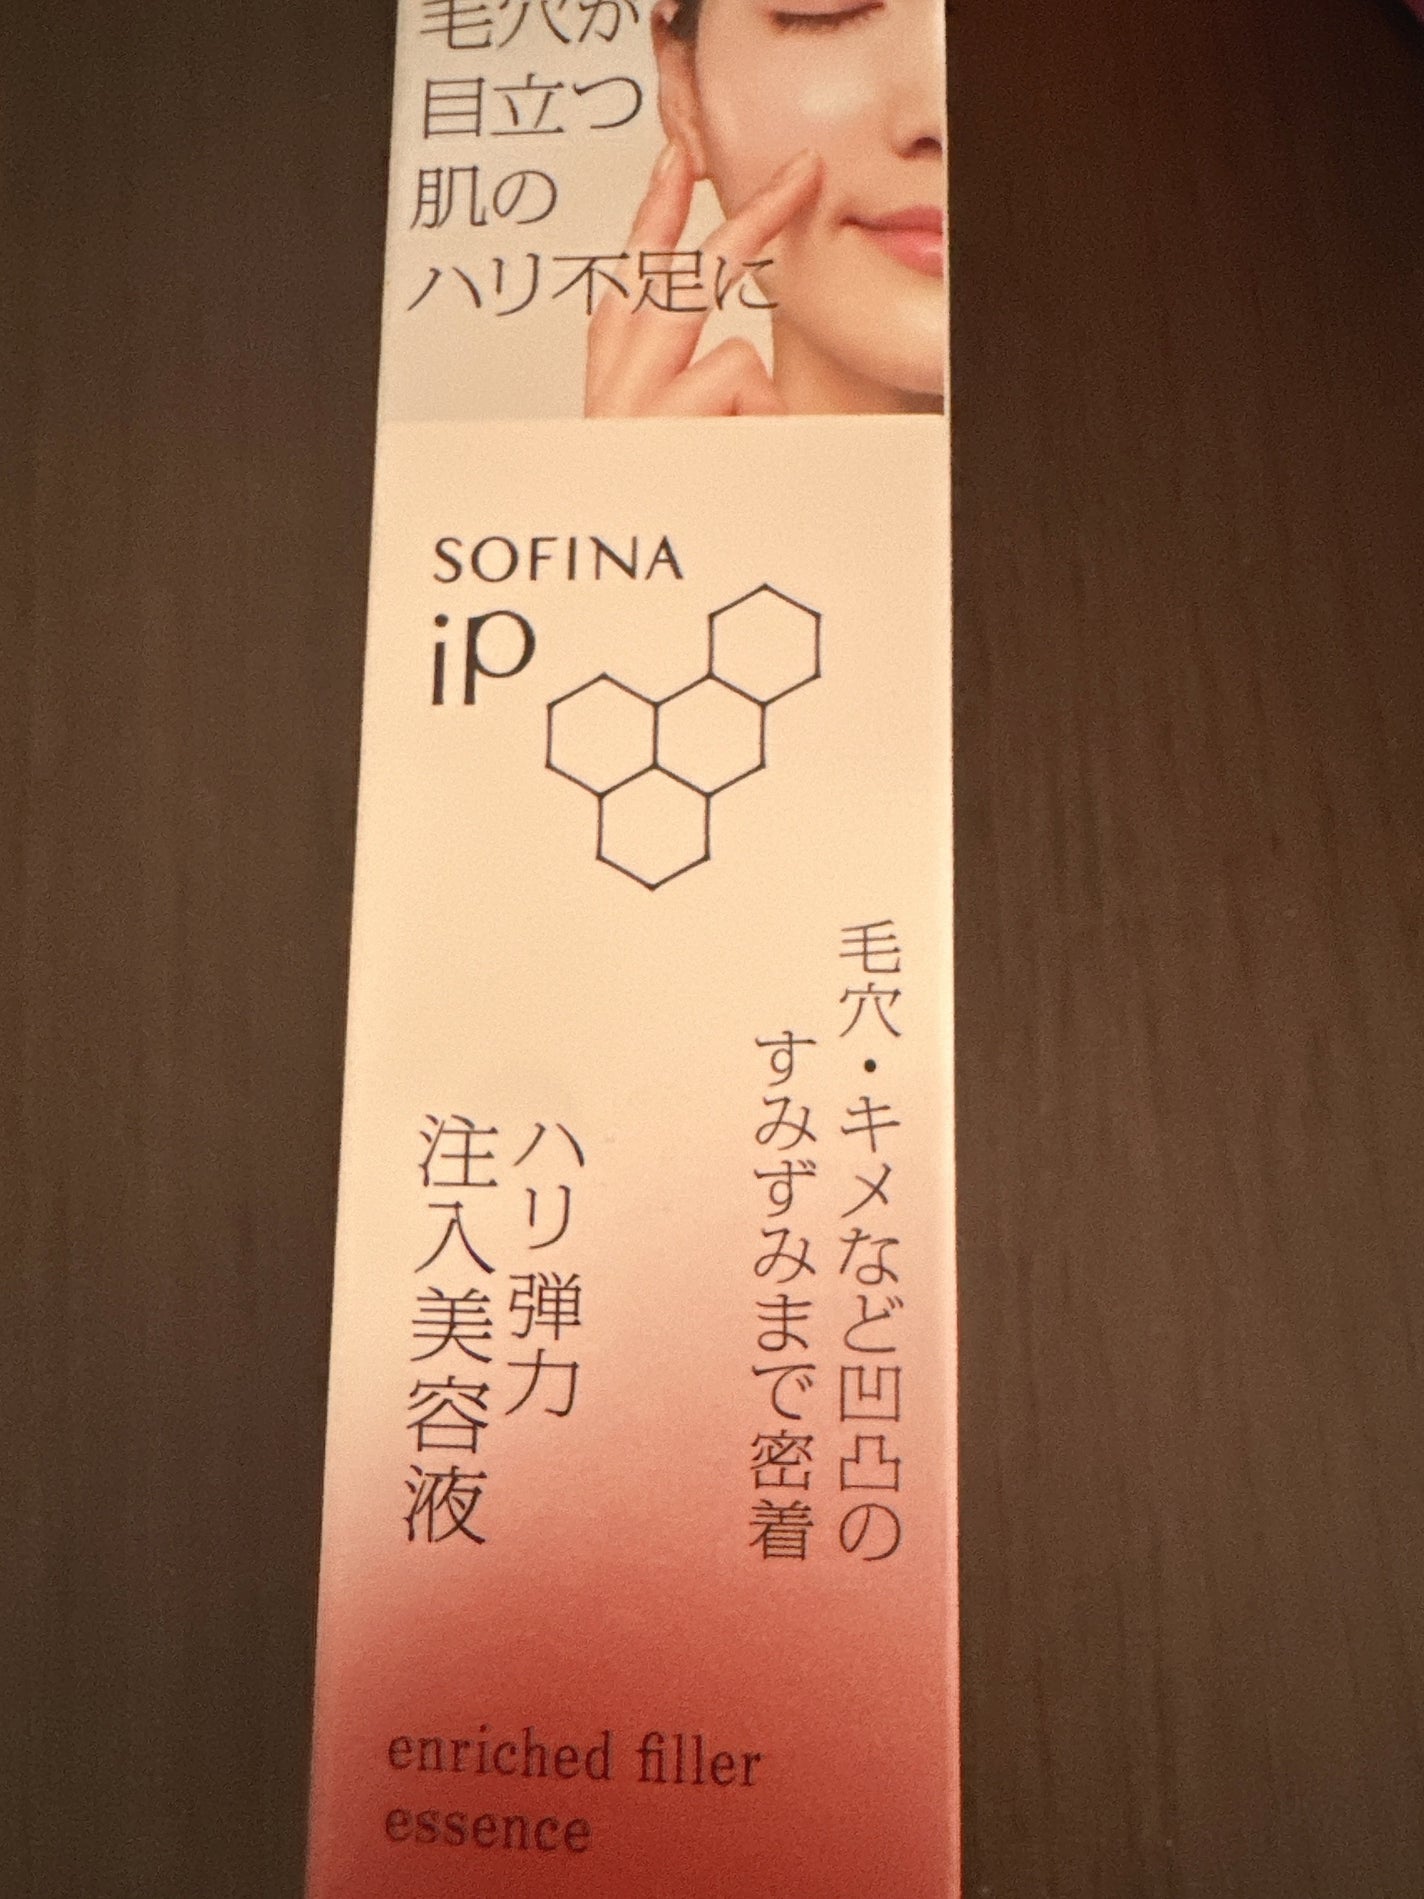 毛穴が
目立つ
肌の
ハリ不足に
SOFINA
iP
毛穴・キメなど凹凸の
すみずみまで密着
ハリ弾力
注入美容液
enriched filler
essence